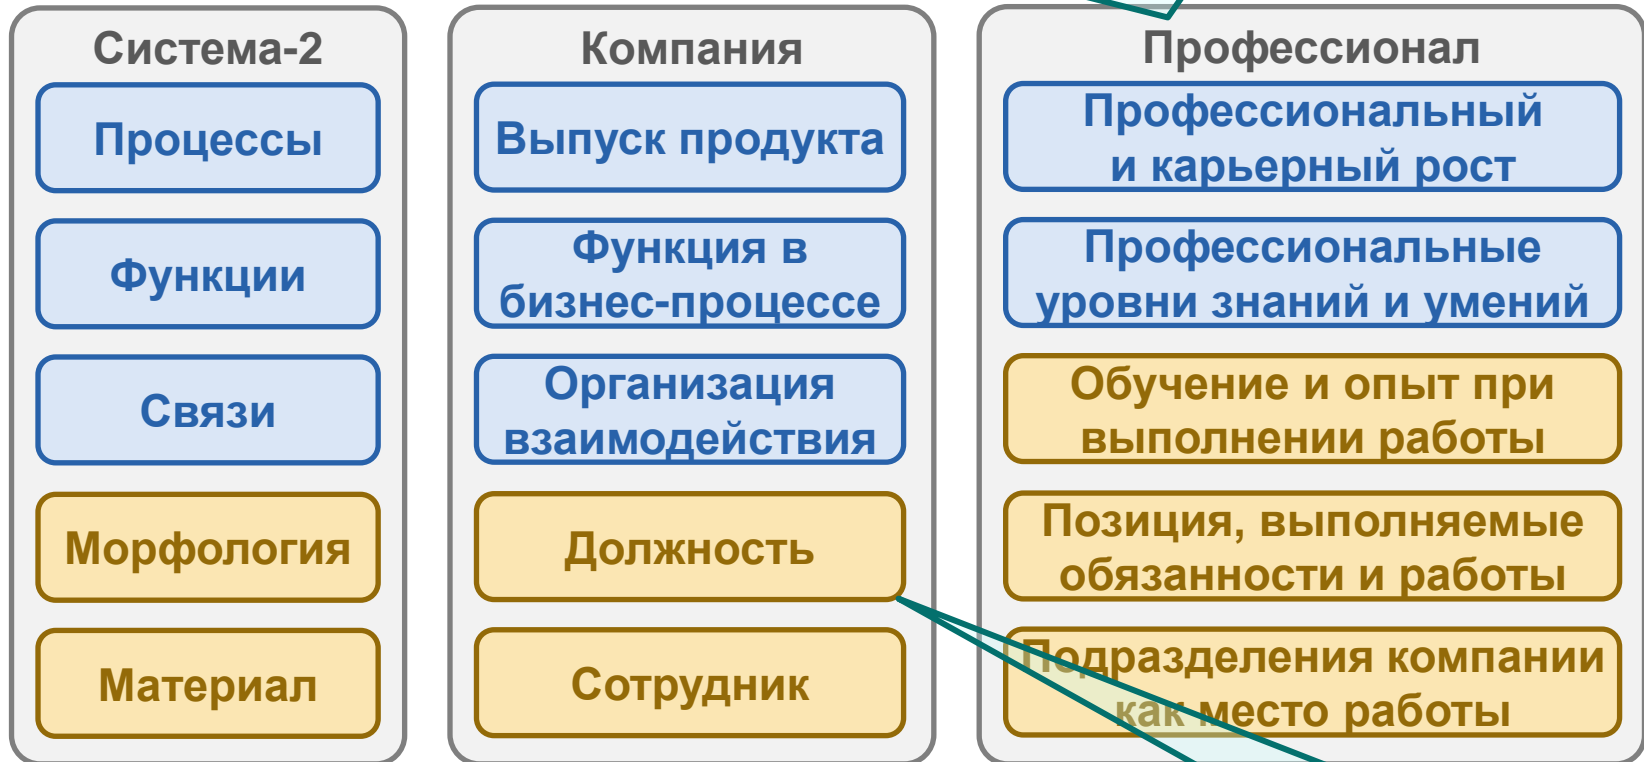 Система-2
Процессы
Функции
Связи
Морфология
Материал
Компания
Выпуск продукта
Функция в
бизнес-процессе
Организация
взаимодействия
Должность
Сотрудник
Профессионал
Профессиональный
и карьерный рост
Профессиональные
уровни знаний и умений
Обучение и опыт при
выполнении работы
Позиция, выполняемые
обязанности и работы
Подразделения компании
как место работы